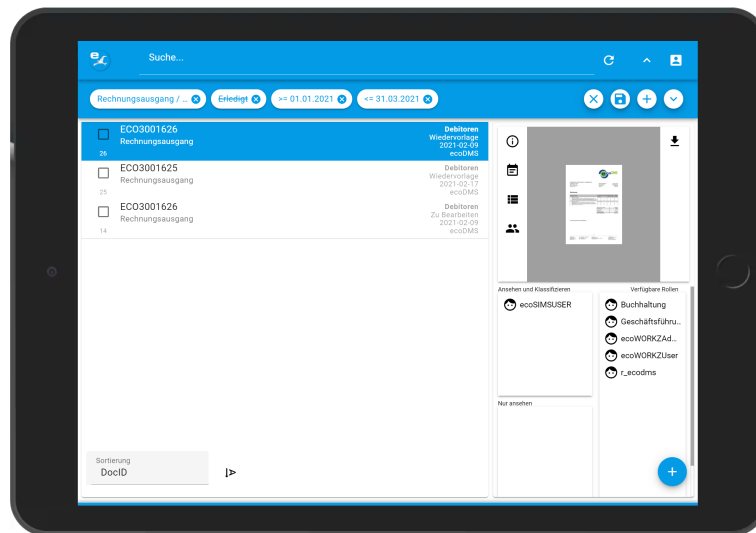 Suche...
Rechnungsausgang / ...
Erledigt
>= 01.01.2021
<= 31.03.2021
ECO3001626
Rechnungsausgang
26
Debitoren
Wiedervorlage
2021-02-09
ecoDMS
ECO3001625
Rechnungsausgang
25
Debitoren
Wiedervorlage
2021-02-17
ecoDMS
ECO3001626
Rechnungsausgang
14
Debitoren
Zu Bearbeiten
2021-02-09
ecoDMS
Sortierung
DocID
Ansehen und Klassifizieren
Verfügbare Rollen
ecoSIMSUSER
Buchhaltung
Geschäftsführu...
ecoWORKZAd...
ecoWORKZUser
r_ecodms
Nur ansehen